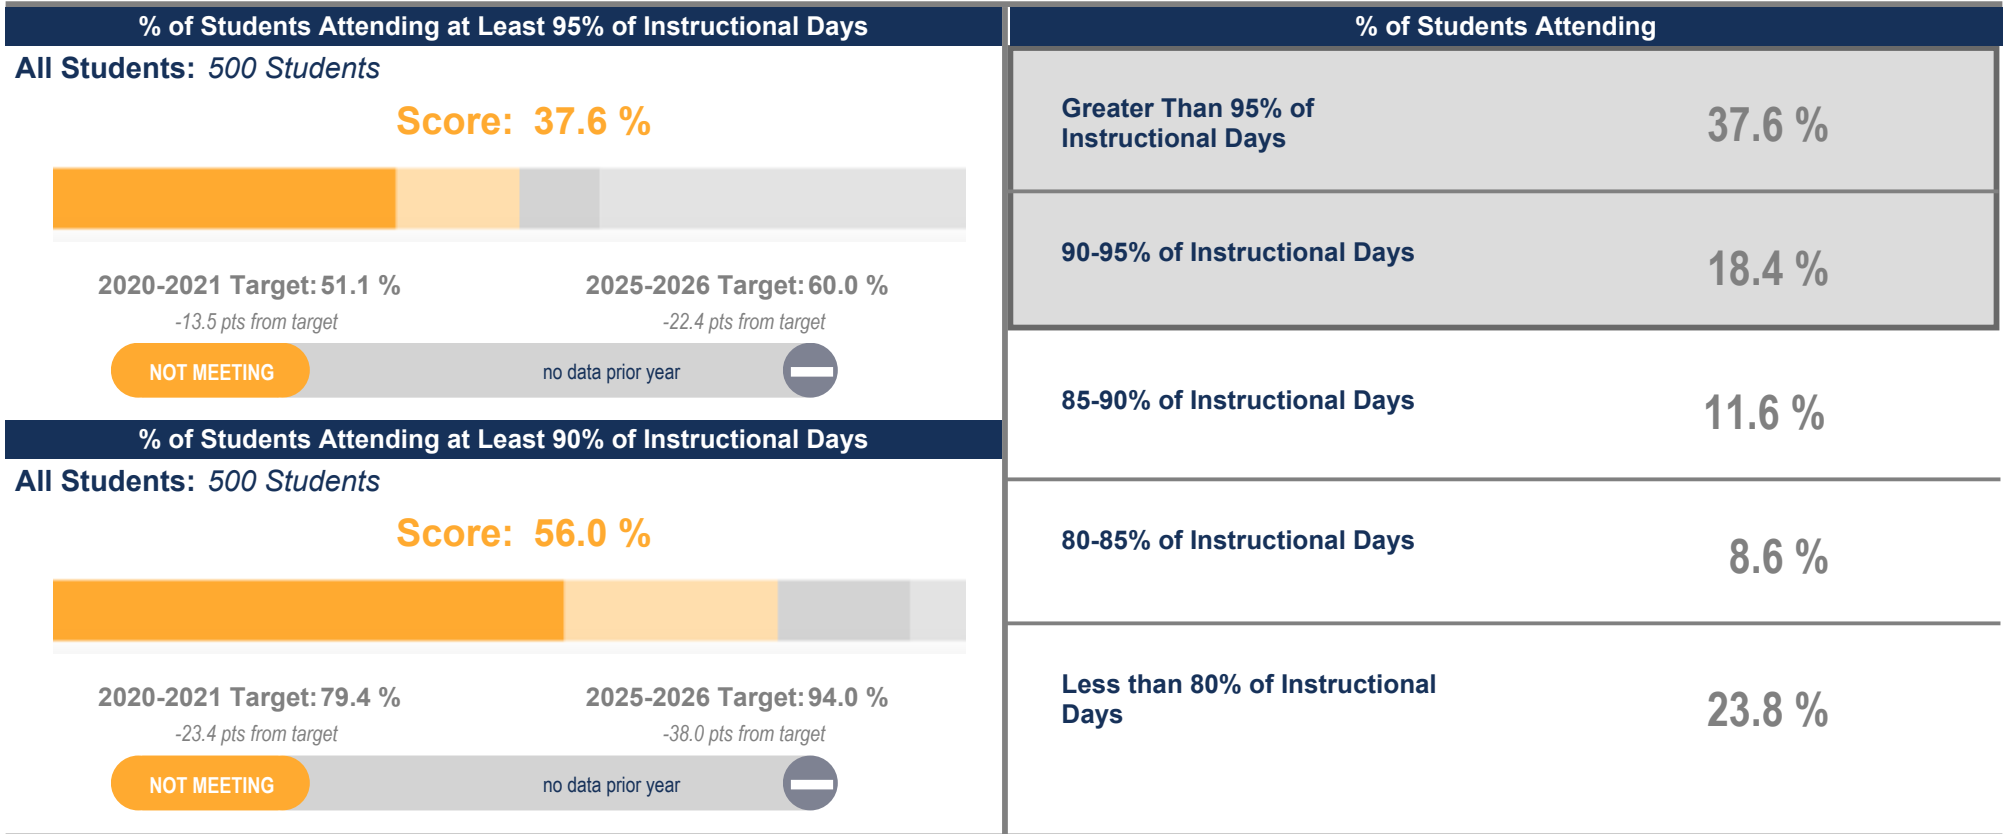 % of Students Attending at Least 95% of Instructional Days
All Students: 500 Students
Score: 37.6 %
2020-2021 Target: 51.1 %
-13.5 pts from target
2025-2026 Target: 60.0 %
-22.4 pts from target
NOT MEETING
no data prior year
% of Students Attending at Least 90% of Instructional Days
All Students: 500 Students
Score: 56.0 %
2020-2021 Target: 79.4 %
-23.4 pts from target
2025-2026 Target: 94.0 %
-38.0 pts from target
NOT MEETING
no data prior year
% of Students Attending
Greater Than 95% of
Instructional Days
37.6 %
90-95% of Instructional Days
18.4 %
85-90% of Instructional Days
11.6 %
80-85% of Instructional Days
8.6 %
Less than 80% of Instructional
Days
23.8 %